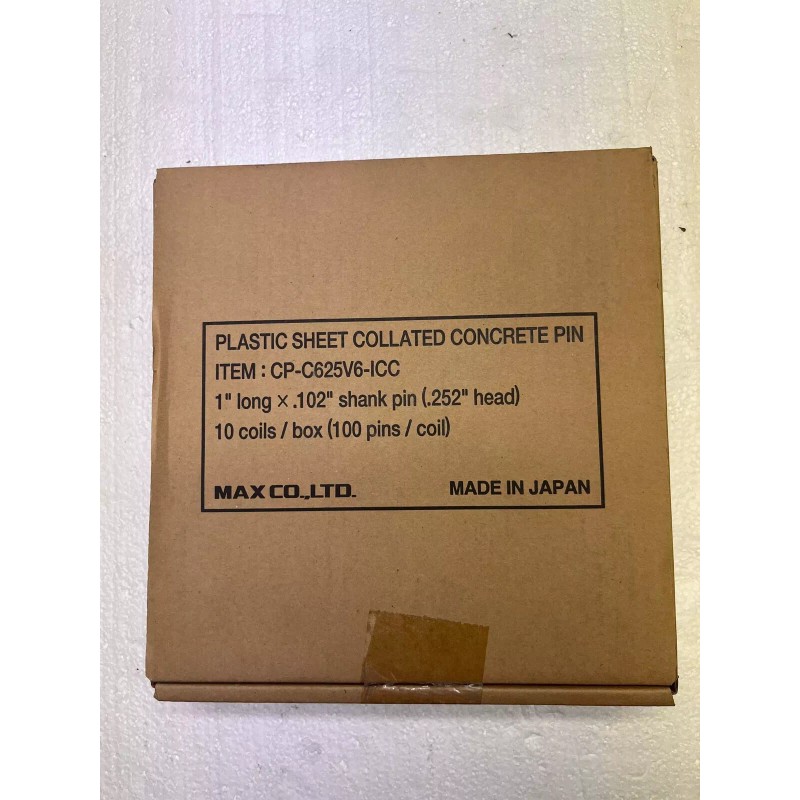 PLASTIC SHEET COLLATED CONCRETE PIN
ITEM : CP-C625V6-ICC
1" long × .102" shank pin (.252" head)
10 coils / box (100 pins / coil)
MAX CO.,LTD. MADE IN JAPAN